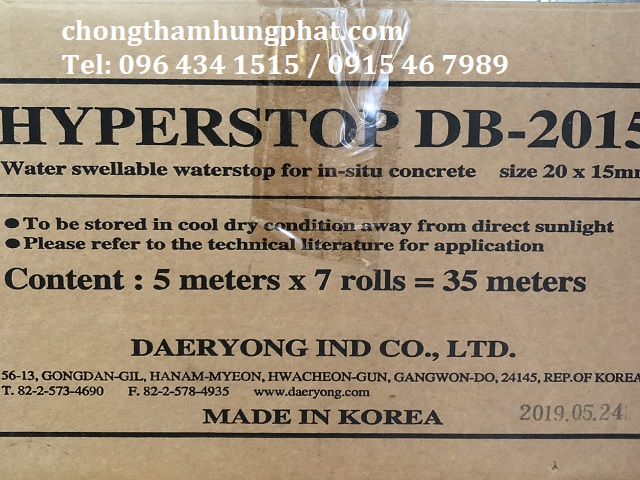 chongthamhungphat.com
Tel: 096 434 1515 / 0915 46 7989
HYPERSTOP DB-2015
Water swellable waterstop for in-situ concrete size 20 x 15mm
● To be stored in cool dry condition away from direct sunlight
● Please refer to the technical literature for application
Content : 5 meters x 7 rolls = 35 meters
DAERYONG IND CO., LTD.
56-13, GONGDAN-GIL, HANAM-MYEON, HWACHEON-GUN, GANGWON-DO, 24145, REP.OF KOREA
T. 82-2-573-4690 F. 82-2-578-4935 www.daeryong.com
MADE IN KOREA 2019.05.24